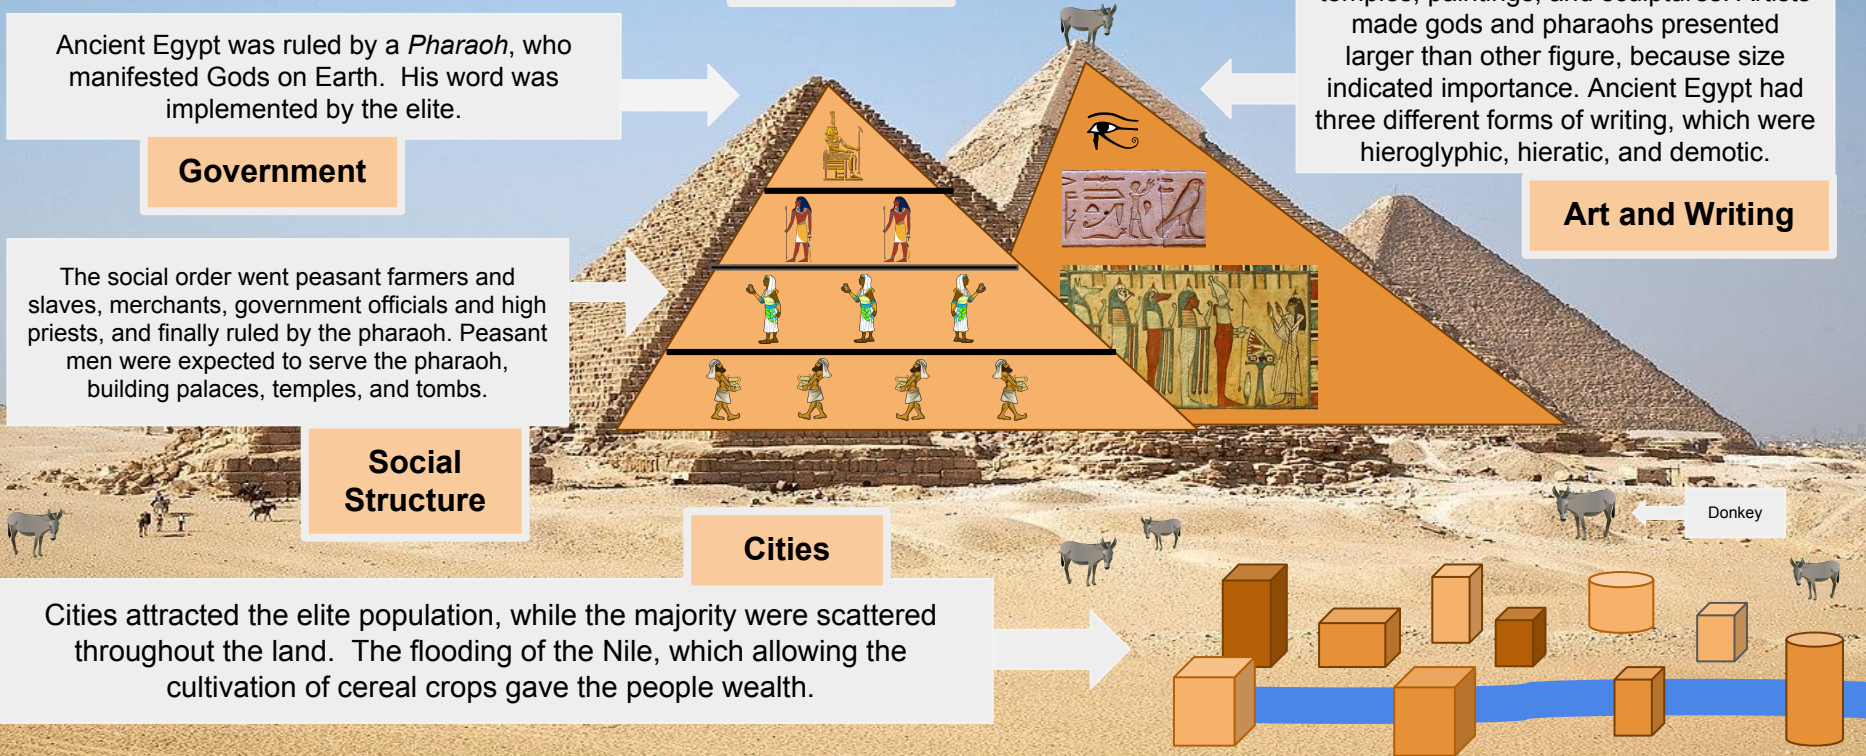 Ancient Egypt was ruled by a Pharaoh, who
manifested Gods on Earth.  His word was
implemented by the elite.
Government
temples, paintings, and sculptures. Artists
made gods and pharaohs presented
larger than other figure, because size
indicated importance. Ancient Egypt had
three different forms of writing, which were
hieroglyphic, hieratic, and demotic.
Art and Writing
The social order went peasant farmers and
slaves, merchants, government officials and high
priests, and finally ruled by the pharaoh. Peasant
men were expected to serve the pharaoh,
building palaces, temples, and tombs.
Social
Structure
Donkey
Cities
Cities attracted the elite population, while the majority were scattered
throughout the land.  The flooding of the Nile, which allowing the
cultivation of cereal crops gave the people wealth.